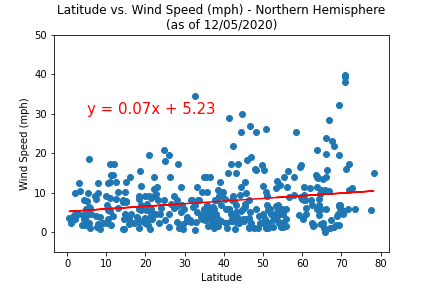 Latitude vs. Wind Speed (mph) - Northern Hemisphere
(as of 12/05/2020)
50
40
30
20
10
0
Wind Speed (mph)
y = 0.07x + 5.23
0 10 20 30 40 50 60 70 80
Latitude